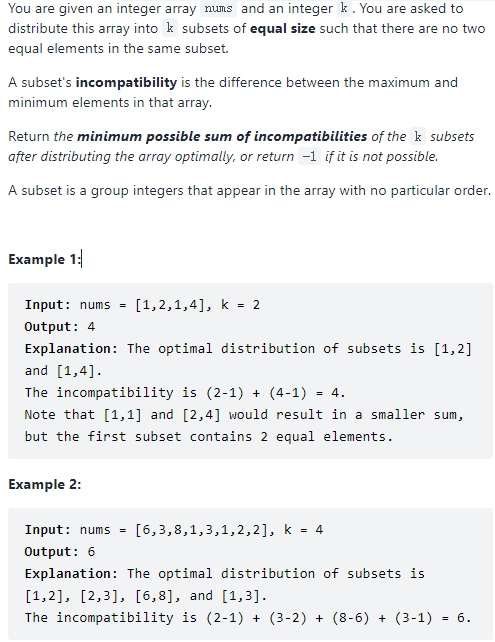 You are given an integer array nums and an integer k. You are asked to
distribute this array into k subsets of equal size such that there are no two
equal elements in the same subset.
A subset's incompatibility is the difference between the maximum and
minimum elements in that array.
Return the minimum possible sum of incompatibilities of the k subsets
after distributing the array optimally, or return -1 if it is not possible.
A subset is a group integers that appear in the array with no particular order.
Example 1:
Input: nums = [1,2,1,4], k = 2
Output: 4
Explanation: The optimal distribution of subsets is [1,2]
and [1,4].
The incompatibility is (2-1) + (4-1) = 4.
Note that [1,1] and [2,4] would result in a smaller sum,
but the first subset contains 2 equal elements.
Example 2:
Input: nums = [6,3,8,1,3,1,2,2], k = 4
Output: 6
Explanation: The optimal distribution of subsets is
[1,2], [2,3], [6,8], and [1,3].
The incompatibility is (2-1) + (3-2) + (8-6) + (3-1) = 6.